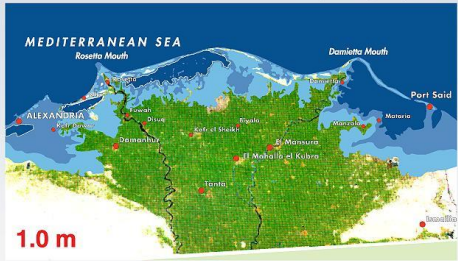 MEDITERRANEAN SEA
Rosetta Mouth
Damietta Mouth
Damietta
Port Said
ALEXANDRIA
Fuwah
Disuq
Biyala
Matario
Manzala
Kafr el Sheikh
Damanhur
El Mansura
El Mahalla el Kubra
Tanta
Ismailia
1.0 m